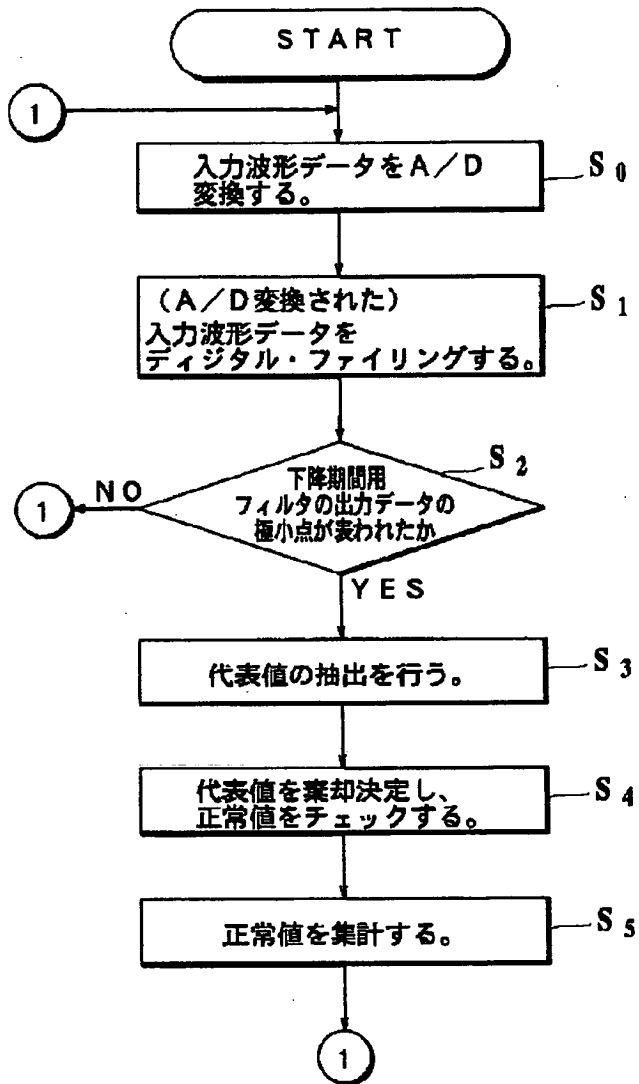 START
1
入力波形データをA/D
変換する。
S0
(A/D変換された)
入力波形データを
ディジタル・ファイリングする。
S1
下降期間用
フィルタの出力データの
極小点が表われたか
S2
NO
1
YES
代表値の抽出を行う。
S3
代表値を棄却決定し、
正常値をチェックする。
S4
正常値を集計する。
S5
1